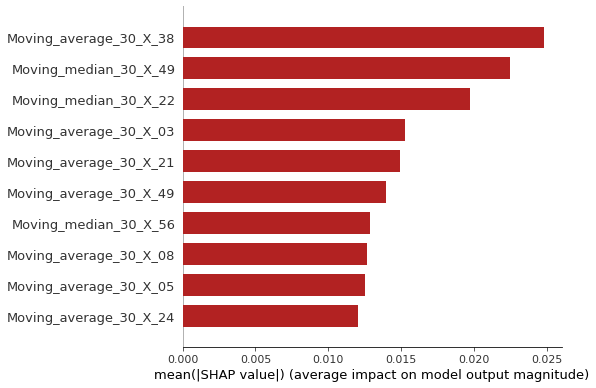 Moving_average_30_X_38
Moving_median_30_X_49
Moving_median_30_X_22
Moving_average_30_X_03
Moving_average_30_X_21
Moving_average_30_X_49
Moving_median_30_X_56
Moving_average_30_X_08
Moving_average_30_X_05
Moving_average_30_X_24
0.000 0.005 0.010 0.015 0.020 0.025
mean(|SHAP value|) (average impact on model output magnitude)